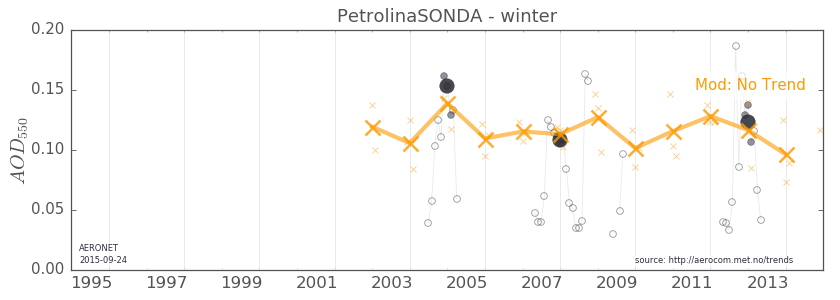 PetrolinaSONDA - winter
0.20
0.15
0.10
0.05
0.00
AOD550
Mod: No Trend
AERONET
2015-09-24
source: http://aerocom.met.no/trends
1995 1997 1999 2001 2003 2005 2007 2009 2011 2013